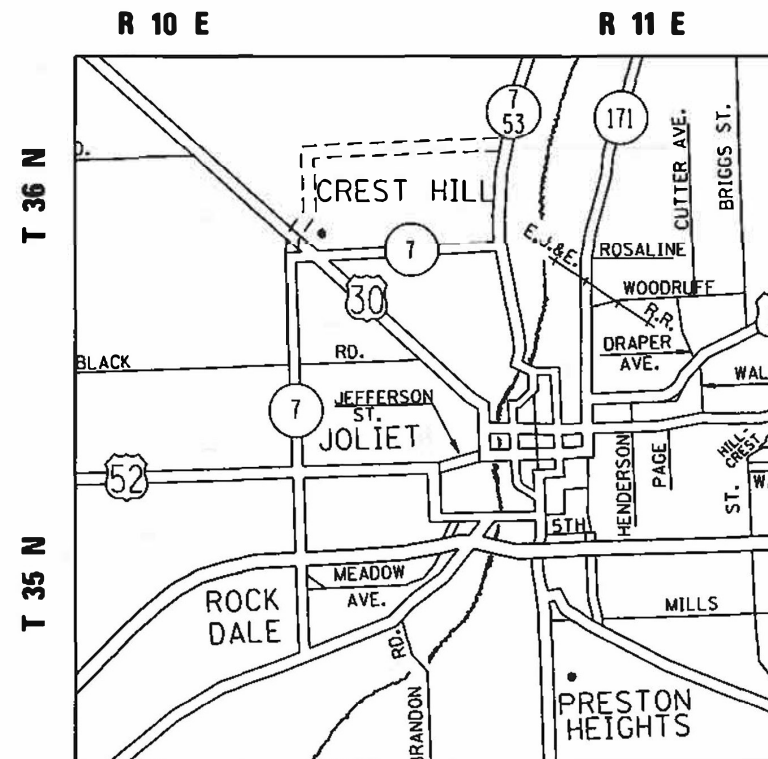 R 10 E
R 11 E
T 36 N
T 35 N
7
53
171
CUTTER AVE.
BRIGGS ST.
D.
CREST HILL
7
E.J.&E.
R.R.
ROSALINE
WOODRUFF
30
DRAPER
AVE.
BLACK
RD.
WAL
7
JEFFERSON
ST.
JOLIET
HILL-
CREST
HENDERSON
PAGE
52
ST.
W
5TH
MEADOW
AVE.
ROCK
DALE
MILLS
RD.
BRANDON
PRESTON
HEIGHTS